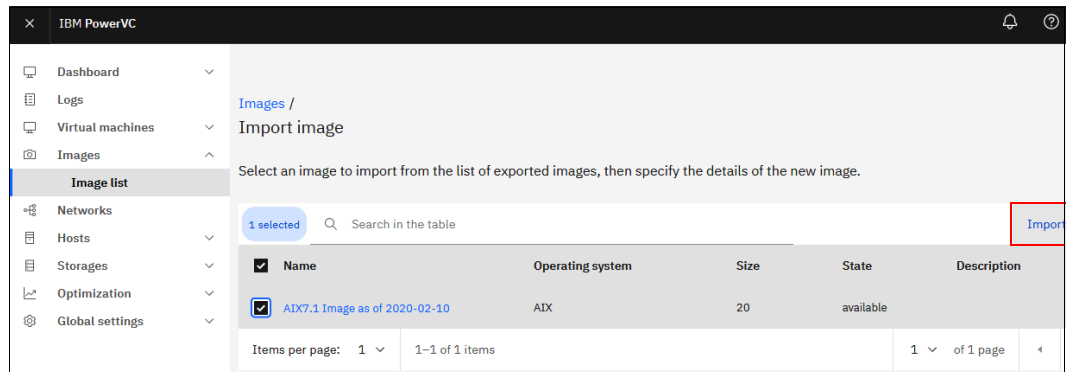 IBM PowerVC
Dashboard
Logs
Virtual machines
Images
Image list
Networks
Hosts
Storages
Optimization
Global settings
Images /
Import image
Select an image to import from the list of exported images, then specify the details of the new image.
1 selected Search in the table Import
Name Operating system Size State Description
AIX7.1 Image as of 2020-02-10 AIX 20 available
Items per page: 1 1–1 of 1 items 1 of 1 page